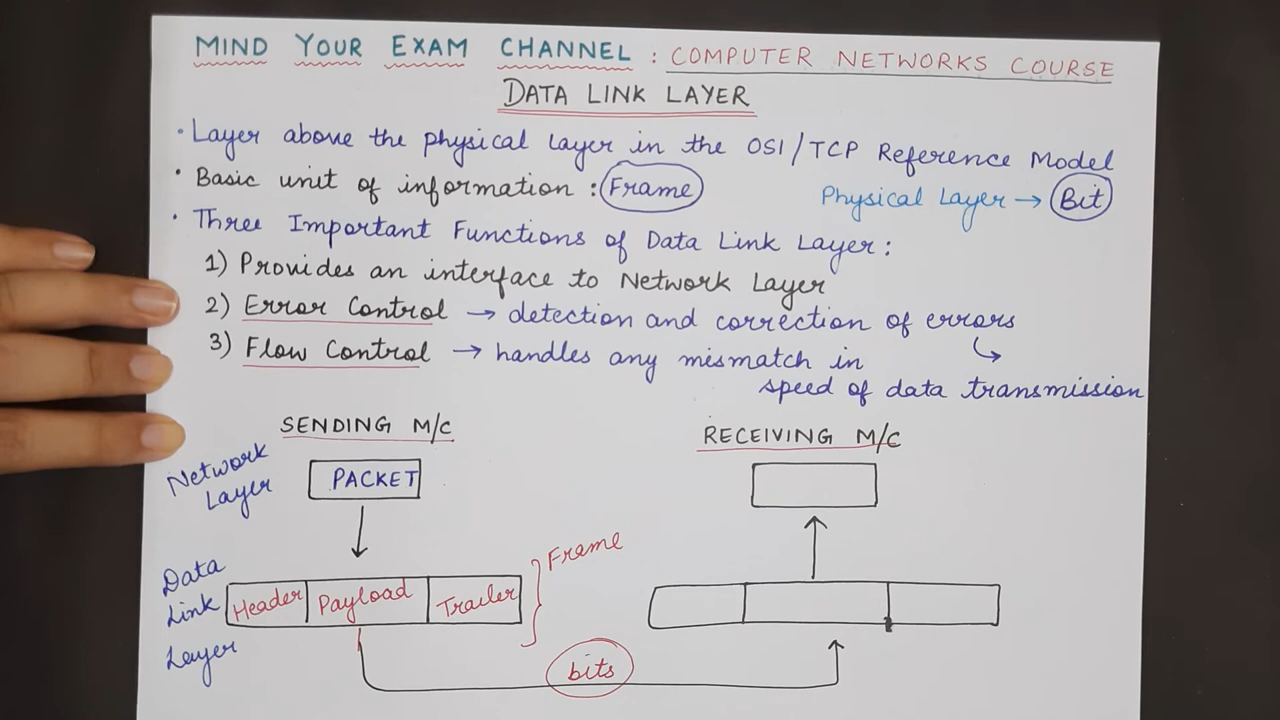 MIND YOUR EXAM CHANNEL : COMPUTER NETWORKS COURSE
DATA LINK LAYER
• Layer above the physical layer in the OSI/TCP Reference Model
• Basic unit of information : Frame
Physical Layer → Bit
• Three Important Functions of Data Link Layer :
1) Provides an interface to Network Layer
2) Error Control → detection and correction of errors
3) Flow Control → handles any mismatch in
speed of data transmission
SENDING M/C
RECEIVING M/C
Network
Layer
PACKET
Frame
Data
Link
Layer
Header Payload Trailer
bits